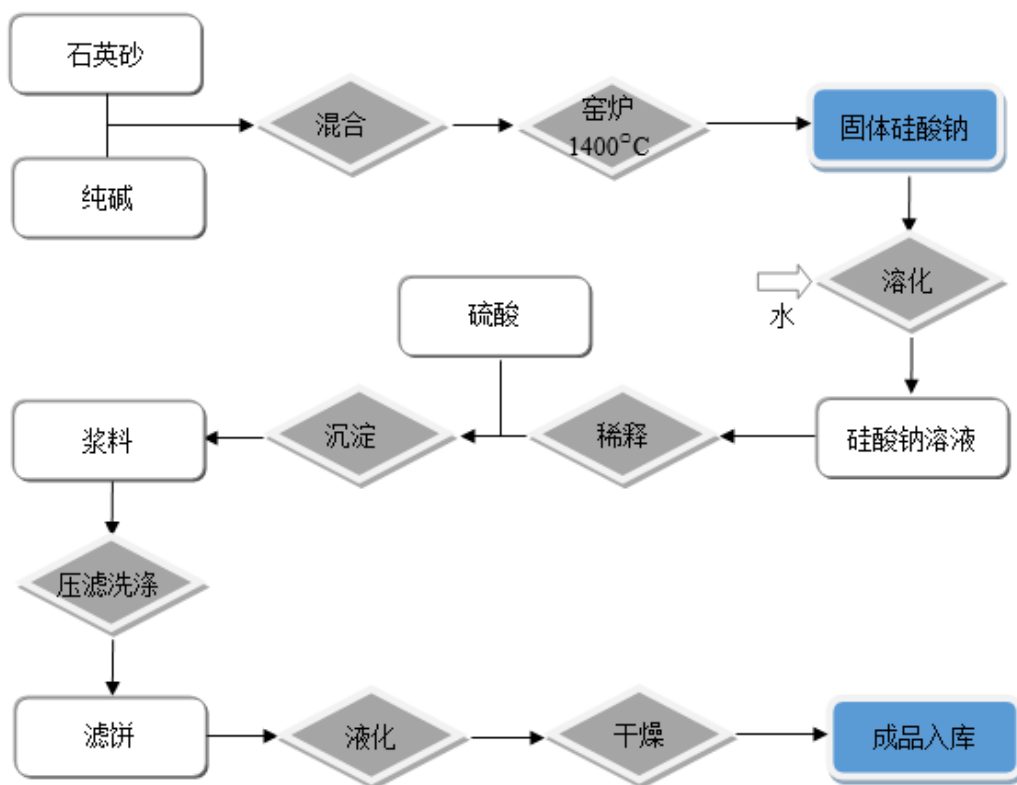 石英砂
纯碱
混合
窑炉
1400°C
固体硅酸钠
溶化
水
硫酸
硅酸钠溶液
稀释
沉淀
浆料
压滤洗涤
滤饼
液化
干燥
成品入库